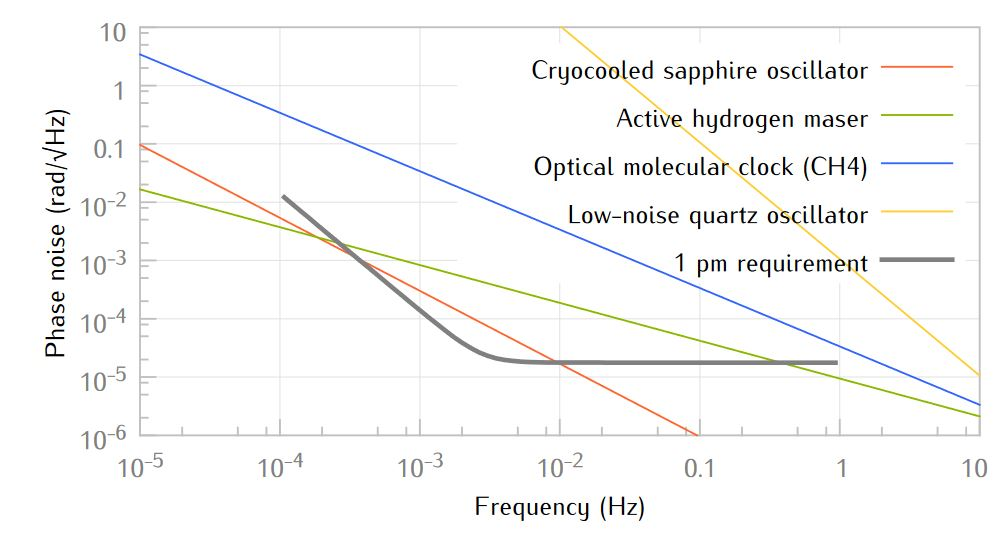 10
1
0.1
10⁻²
10⁻³
10⁻⁴
10⁻⁵
10⁻⁶
Phase noise (rad/√Hz)
Cryocooled sapphire oscillator
Active hydrogen maser
Optical molecular clock (CH4)
Low-noise quartz oscillator
1 pm requirement
10⁻⁵ 10⁻⁴ 10⁻³ 10⁻² 0.1 1 10
Frequency (Hz)